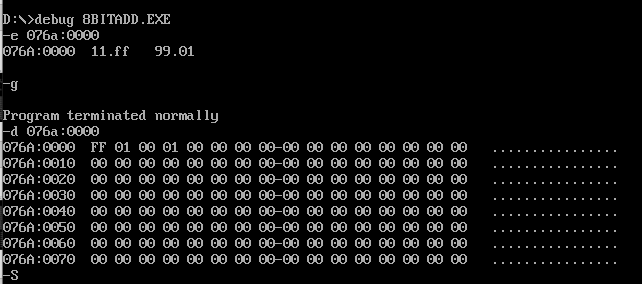 D:\>debug 8BITADD.EXE
-e 076a:0000
076A:0000  11.ff   99.01
-g
Program terminated normally
-d 076a:0000
076A:0000  FF 01 00 01 00 00 00 00-00 00 00 00 00 00 00 00   ................
076A:0010  00 00 00 00 00 00 00 00-00 00 00 00 00 00 00 00   ................
076A:0020  00 00 00 00 00 00 00 00-00 00 00 00 00 00 00 00   ................
076A:0030  00 00 00 00 00 00 00 00-00 00 00 00 00 00 00 00   ................
076A:0040  00 00 00 00 00 00 00 00-00 00 00 00 00 00 00 00   ................
076A:0050  00 00 00 00 00 00 00 00-00 00 00 00 00 00 00 00   ................
076A:0060  00 00 00 00 00 00 00 00-00 00 00 00 00 00 00 00   ................
076A:0070  00 00 00 00 00 00 00 00-00 00 00 00 00 00 00 00   ................
-S